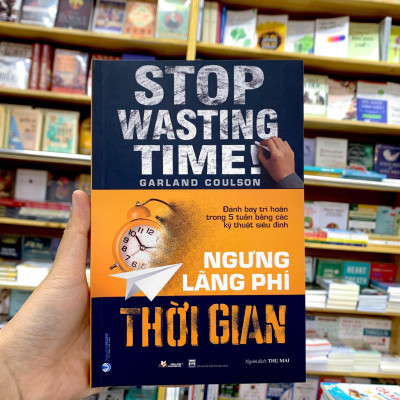 STOP
WASTING
TIME!
GARLAND COULSON
Đánh bay trì hoãn
trong 5 tuần bằng các
kỹ thuật siêu đỉnh
NGƯNG
LÃNG PHÍ
THỜI GIAN
Người dịch: THU MAI
HEART